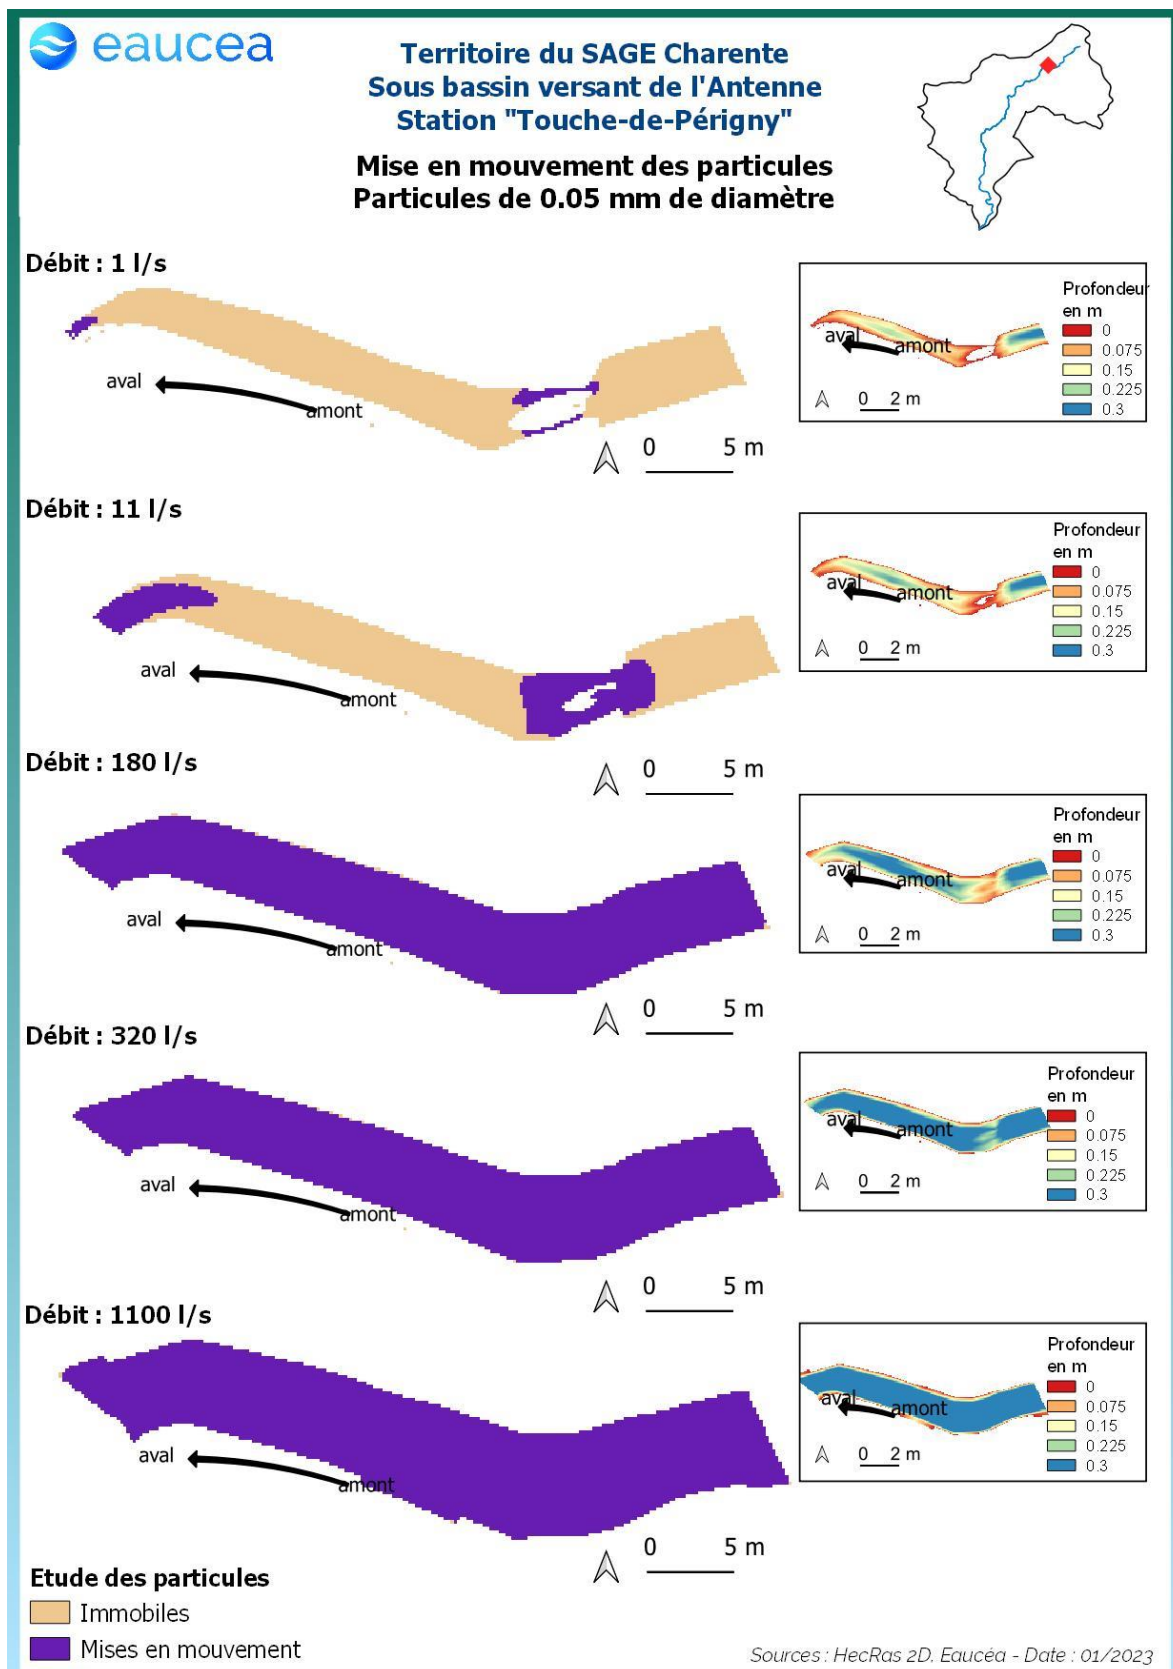 eaucea
Territoire du SAGE Charente
Sous bassin versant de l'Antenne
Station "Touche-de-Périgny"
Mise en mouvement des particules
Particules de 0.05 mm de diamètre
Débit : 1 l/s
aval
amont
0 5 m
Profondeur
en m
0
0.075
0.15
0.225
0.3
aval
amont
0 2 m
Débit : 11 l/s
aval
amont
0 5 m
Profondeur
en m
0
0.075
0.15
0.225
0.3
aval
amont
0 2 m
Débit : 180 l/s
aval
amont
0 5 m
Profondeur
en m
0
0.075
0.15
0.225
0.3
aval
amont
0 2 m
Débit : 320 l/s
aval
amont
0 5 m
Profondeur
en m
0
0.075
0.15
0.225
0.3
aval
amont
0 2 m
Débit : 1100 l/s
aval
amont
0 5 m
Profondeur
en m
0
0.075
0.15
0.225
0.3
aval
amont
0 2 m
Etude des particules
Immobiles
Mises en mouvement
Sources : HecRas 2D, Eaucéa - Date : 01/2023